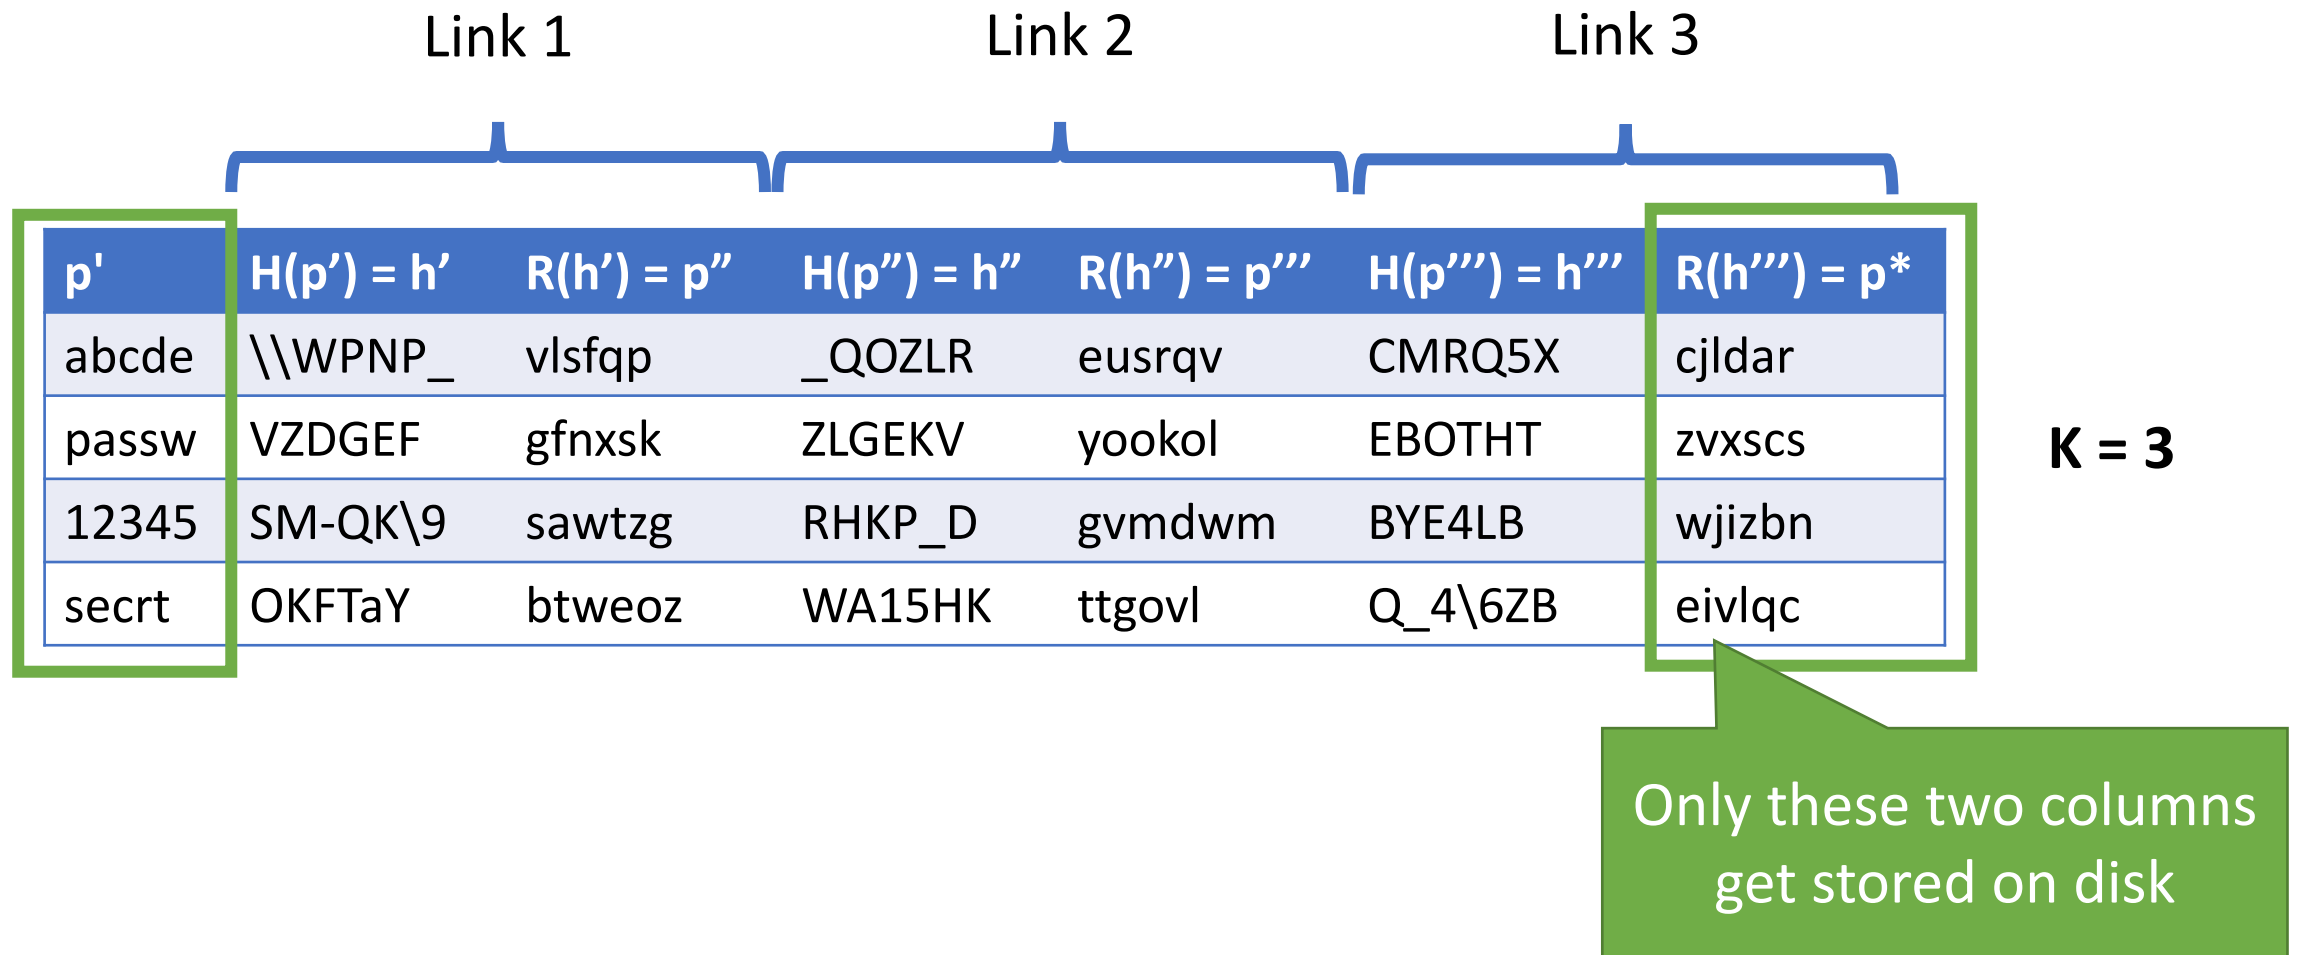 Link 1 Link 2 Link 3
p' H(p’) = h’ R(h’) = p” H(p”) = h” R(h”) = p’’’ H(p’’’) = h’’’ R(h’’’) = p*
abcde \\WPNP_ vlsfqp _QOZLR eusrqv CMRQ5X cjldar
passw VZDGEF gfnxsk ZLGEKV yookol EBOTHT zvxscs
K = 3
12345 SM-QK\9 sawtzg RHKP_D gvmdwm BYE4LB wjizbn
secrt OKFTaY btweoz WA15HK ttgovl Q_4\6ZB eivlqc
Only these two columns
get stored on disk